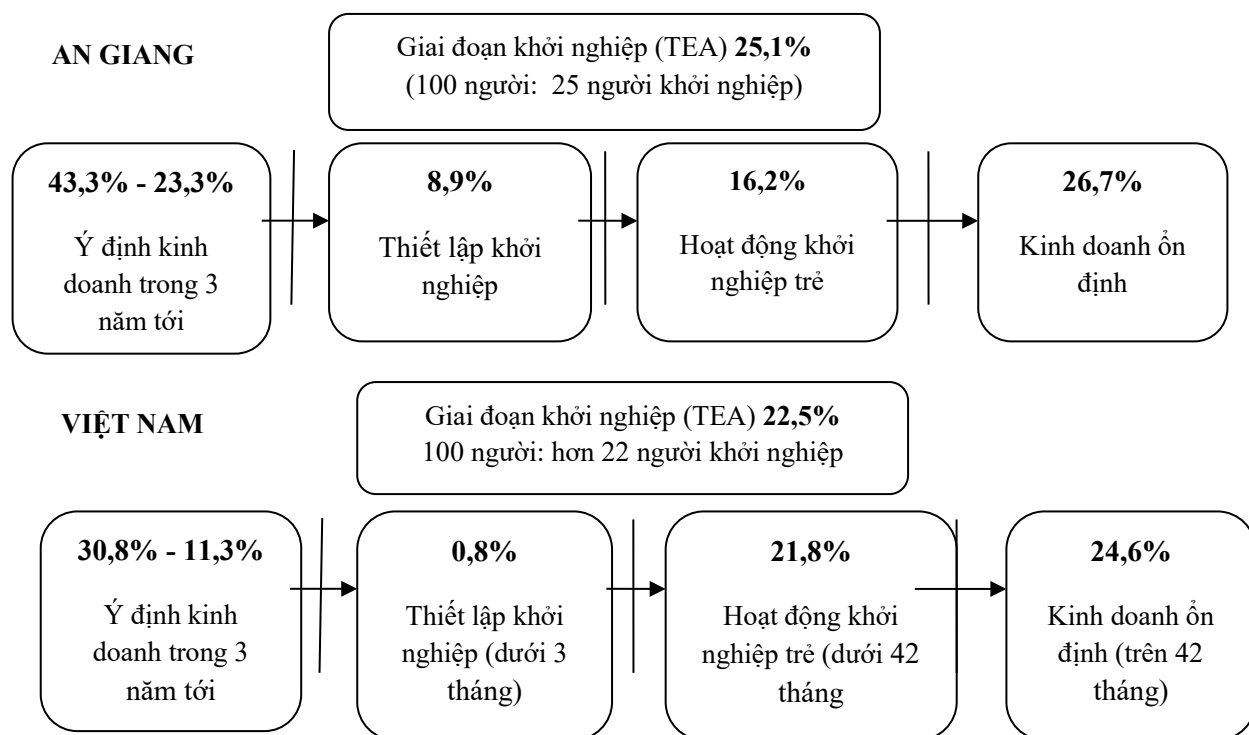 AN GIANG
Giai đoạn khởi nghiệp (TEA) 25,1%
(100 người:  25 người khởi nghiệp)
43,3% - 23,3%
Ý định kinh
doanh trong 3
năm tới
8,9%
Thiết lập khởi
nghiệp
16,2%
Hoạt động khởi
nghiệp trẻ
26,7%
Kinh doanh ổn
định
VIỆT NAM
Giai đoạn khởi nghiệp (TEA) 22,5%
100 người: hơn 22 người khởi nghiệp
30,8% - 11,3%
Ý định kinh
doanh trong 3
năm tới
0,8%
Thiết lập khởi
nghiệp (dưới 3
tháng)
21,8%
Hoạt động khởi
nghiệp trẻ (dưới 42
tháng
24,6%
Kinh doanh ổn
định (trên 42
tháng)